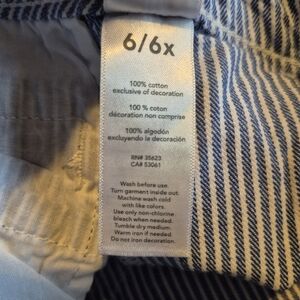 6/6x
100% cotton
exclusive of decoration
100 % coton
décoration non comprise
100% algodón
excluyendo la decoración
RN# 35623
CA# 53061
Wash before use.
Turn garment inside out.
Machine wash cold
with like colors.
Use only non-chlorine
bleach when needed.
Tumble dry medium.
Warm iron if needed.
Do not iron decoration.